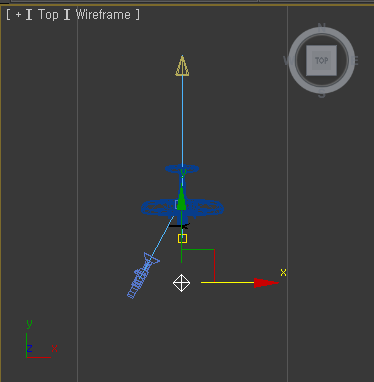 [ + ][ Top ][ Wireframe ]
N
W
TOP
E
S
x
y
z
x